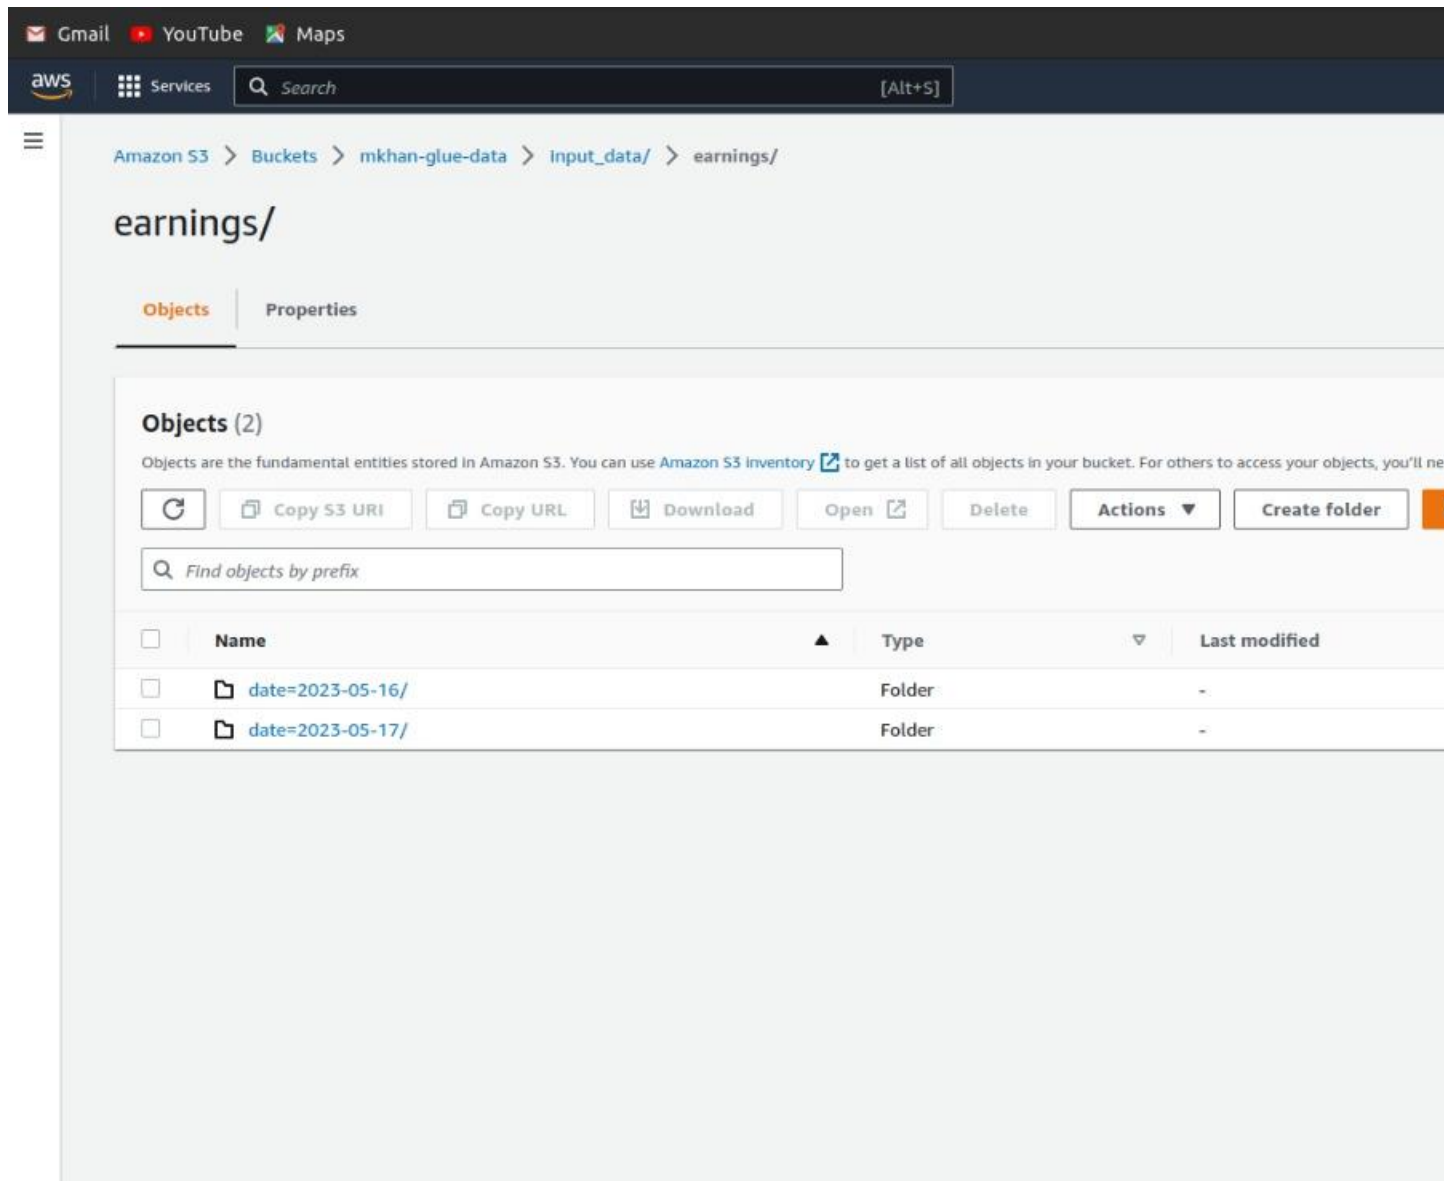 Gmail YouTube Maps
aws Services Search [Alt+S]
Amazon S3 > Buckets > mkhan-glue-data > Input_data/ > earnings/
earnings/
Objects Properties
Objects (2)
Objects are the fundamental entities stored in Amazon S3. You can use Amazon S3 inventory to get a list of all objects in your bucket. For others to access your objects, you'll ne
Copy S3 URI Copy URL Download Open Delete Actions Create folder
Find objects by prefix
Name Type Last modified
date=2023-05-16/ Folder -
date=2023-05-17/ Folder -